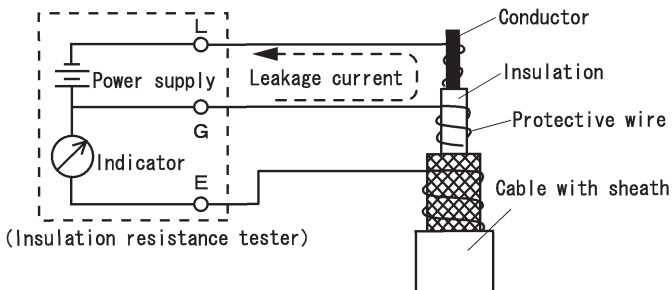 Conductor
L
Power supply
Leakage current
Insulation
G
Protective wire
Indicator
E
Cable with sheath
(Insulation resistance tester)